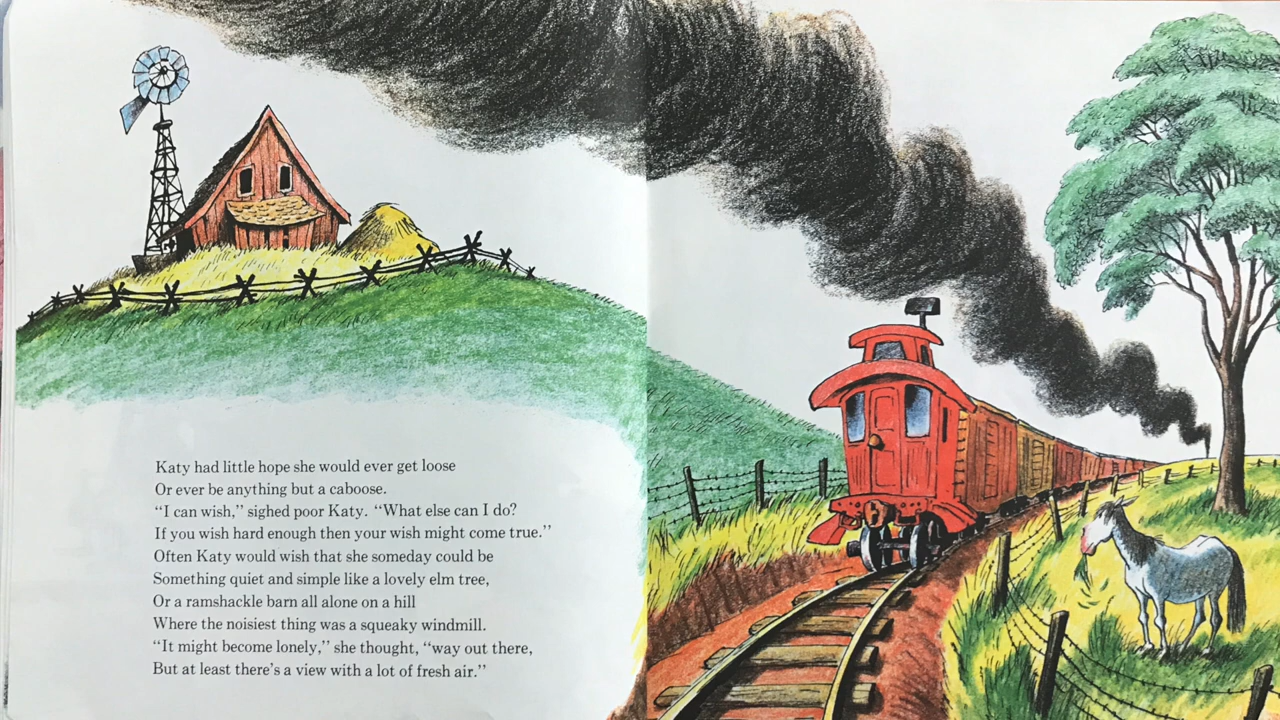 Katy had little hope she would ever get loose
Or ever be anything but a caboose.
“I can wish,” sighed poor Katy. “What else can I do?
If you wish hard enough then your wish might come true.”
Often Katy would wish that she someday could be
Something quiet and simple like a lovely elm tree,
Or a ramshackle barn all alone on a hill
Where the noisiest thing was a squeaky windmill.
“It might become lonely,” she thought, “way out there,
But at least there’s a view with a lot of fresh air.”